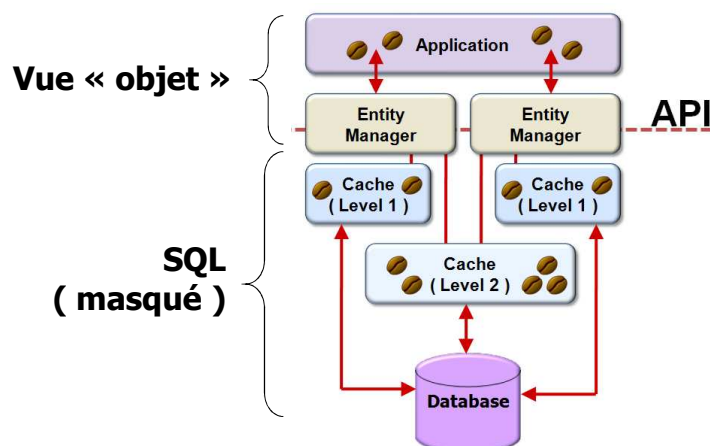 Application
Vue « objet »
Entity
Manager
Entity
Manager
API
Cache
( Level 1 )
Cache
( Level 1 )
SQL
( masqué )
Cache
( Level 2 )
Database